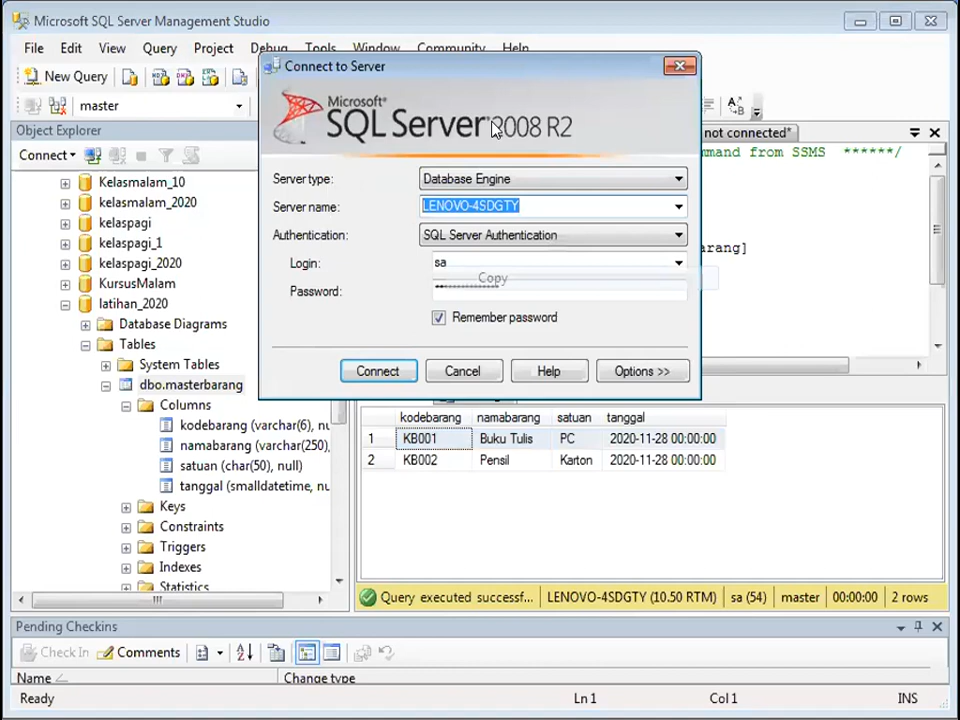 Microsoft SQL Server Management Studio
File Edit View Query Project Debug Tools Window Community Help
New Query
master
Object Explorer
Connect
Kelasmalam_10
kelasmalam_2020
kelaspagi
kelaspagi_1
kelaspagi_2020
KursusMalam
latihan_2020
Database Diagrams
Tables
System Tables
dbo.masterbarang
Columns
kodebarang (varchar(6), nu
namabarang (varchar(250),
satuan (char(50), null)
tanggal (smalldatetime, nu
Keys
Constraints
Triggers
Indexes
Statistics
Connect to Server
Microsoft®
SQL Server 2008 R2
Server type: Database Engine
Server name: LENOVO-4SDGTY
Authentication: SQL Server Authentication
Login: sa
Copy
Password:
Remember password
Connect Cancel Help Options >>
not connected*
mmand from SSMS ******/
arang]
kodebarang namabarang satuan tanggal
1 KB001 Buku Tulis PC 2020-11-28 00:00:00
2 KB002 Pensil Karton 2020-11-28 00:00:00
Query executed successf... LENOVO-4SDGTY (10.50 RTM) sa (54) master 00:00:00 2 rows
Pending Checkins
Check In Comments
Name Change type
Ready Ln 1 Col 1 INS